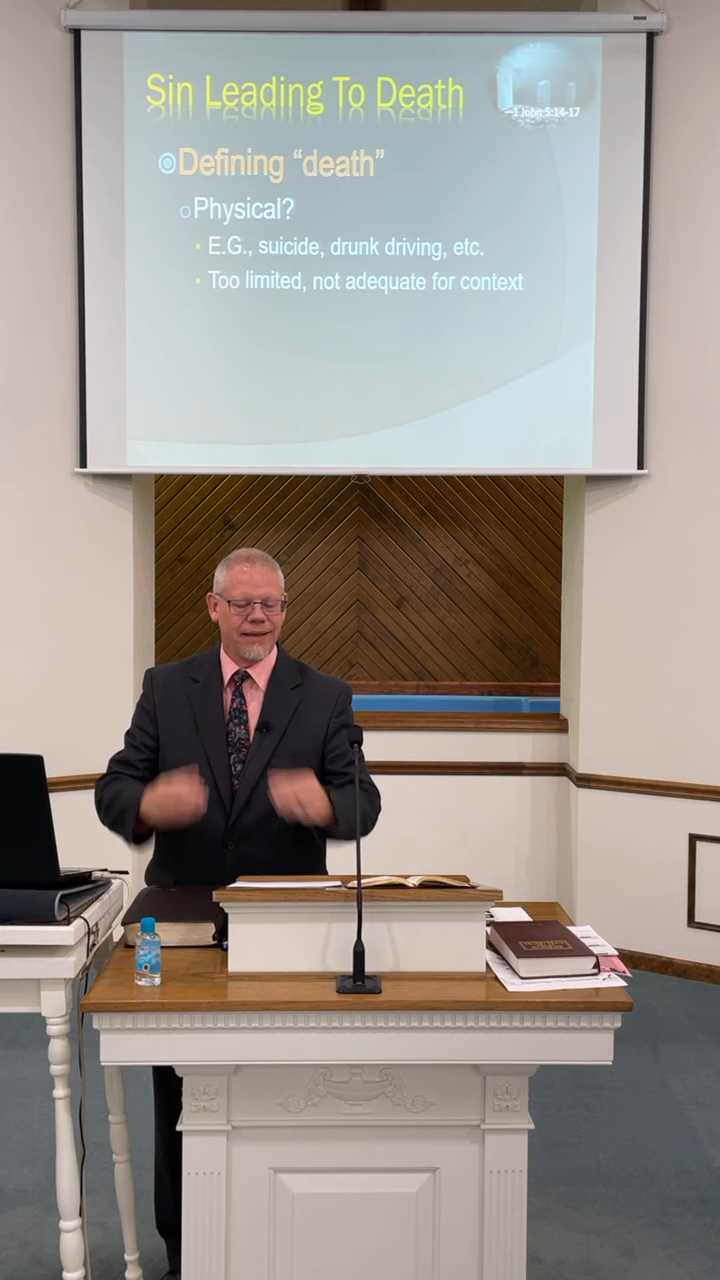 Sin Leading To Death
—1 John 5:14-17
Defining “death”
Physical?
E.G., suicide, drunk driving, etc.
Too limited, not adequate for context